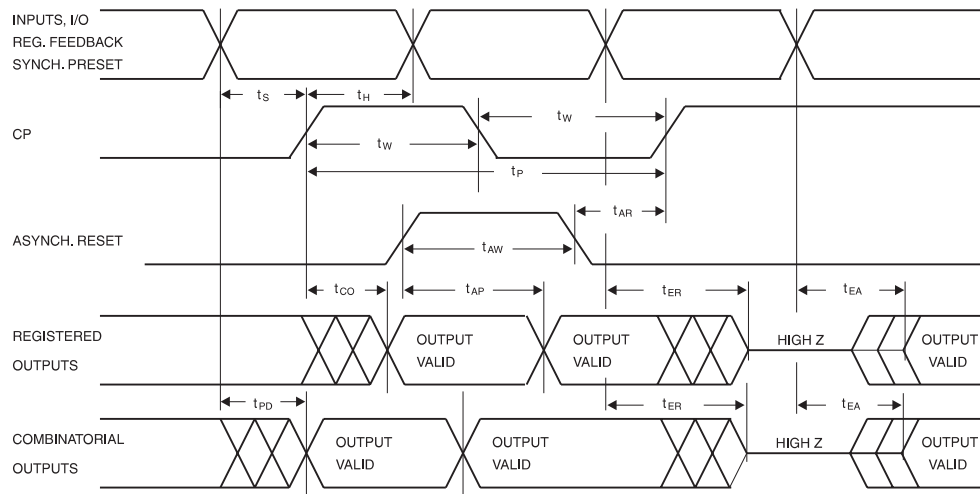 INPUTS, I/O
REG. FEEDBACK
SYNCH. PRESET
tS tH
CP
tW
tW
tP
tAR
ASYNCH. RESET
tAW
tCO tAP tER tEA
REGISTERED
OUTPUTS
OUTPUT
VALID
OUTPUT
VALID
HIGH Z
OUTPUT
VALID
tPD tER tEA
COMBINATORIAL
OUTPUTS
OUTPUT
VALID
OUTPUT
VALID
HIGH Z
OUTPUT
VALID